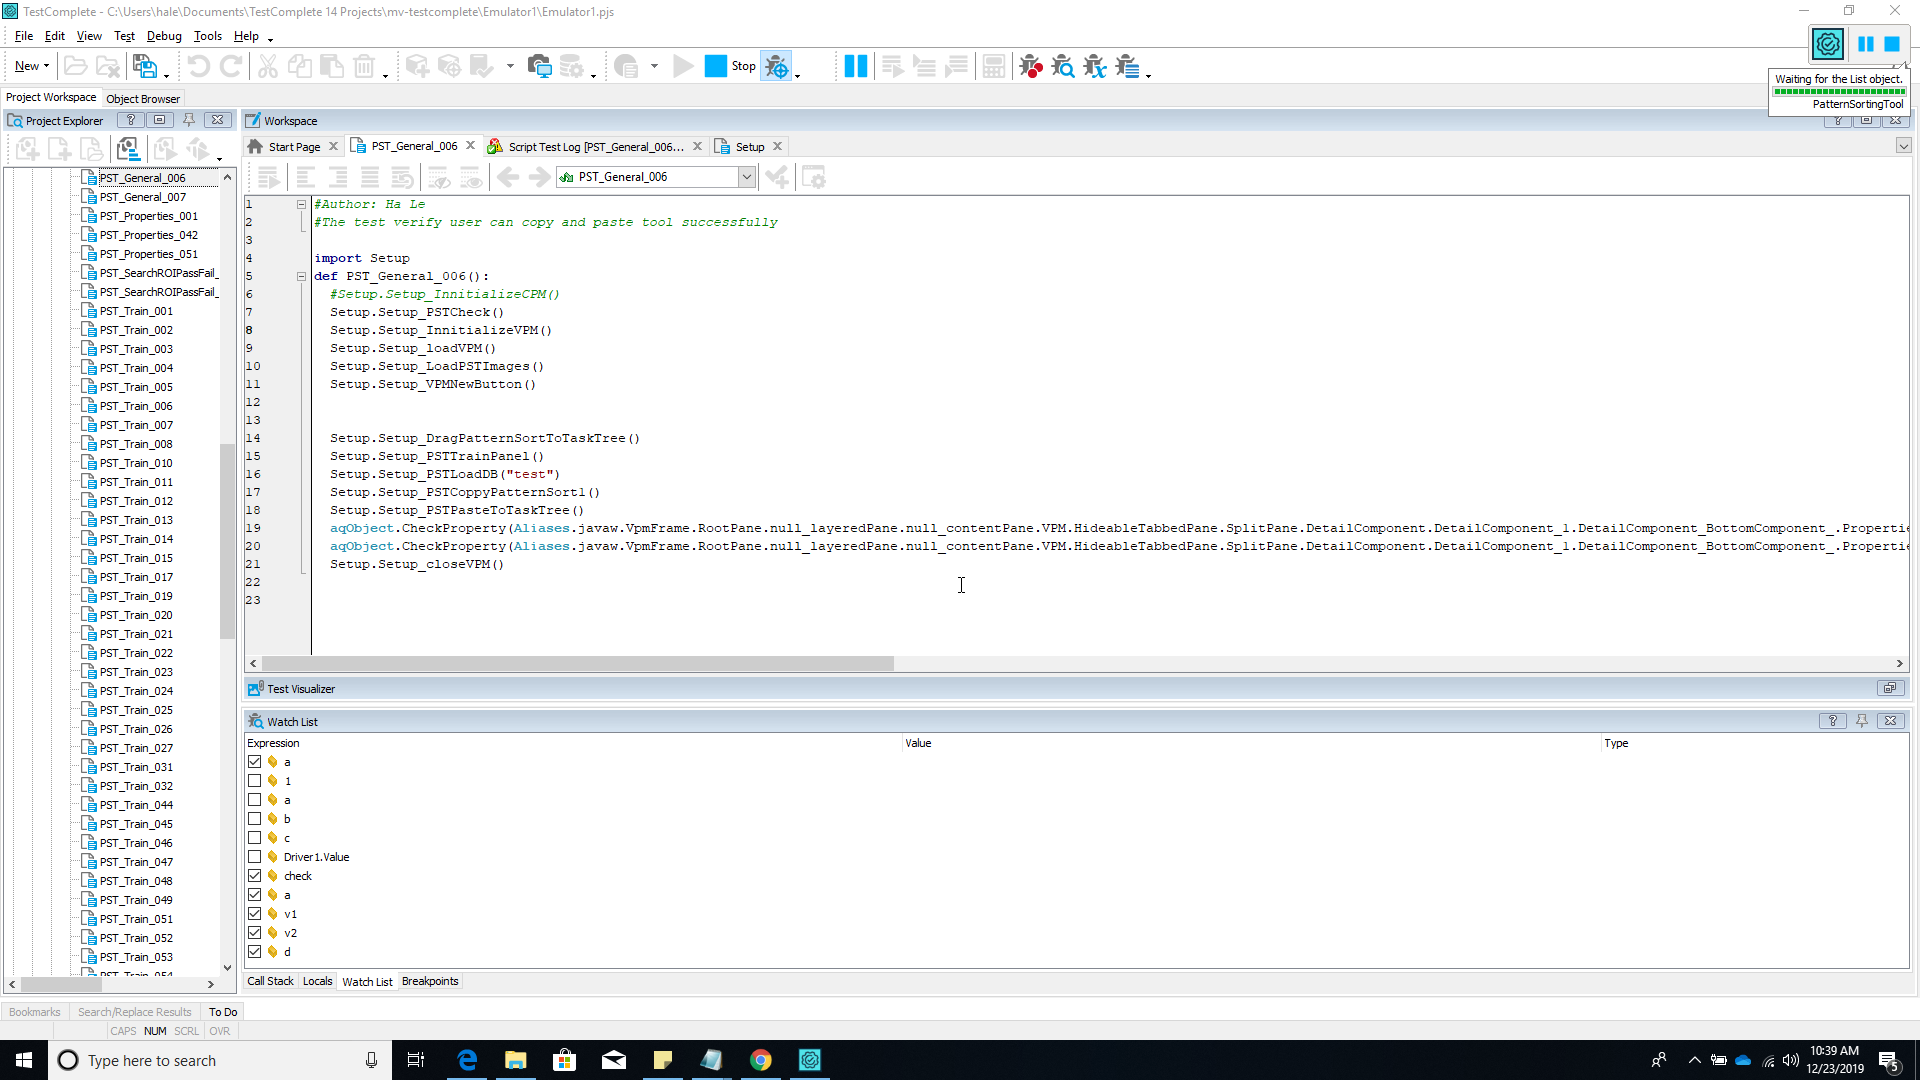 TestComplete - C:\Users\hale\Documents\TestComplete 14 Projects\mv-testcomplete\Emulator1\Emulator1.pjs
File Edit View Test Debug Tools Help
New Stop
Waiting for the List object.
PatternSortingTool
Project Workspace Object Browser
Project Explorer
Workspace
Start Page PST_General_006 Script Test Log [PST_General_006... Setup
PST_General_006
PST_General_006
PST_General_007
PST_Properties_001
PST_Properties_042
PST_Properties_051
PST_SearchROIPassFail_
PST_SearchROIPassFail_
PST_Train_001
PST_Train_002
PST_Train_003
PST_Train_004
PST_Train_005
PST_Train_006
PST_Train_007
PST_Train_008
PST_Train_010
PST_Train_011
PST_Train_012
PST_Train_013
PST_Train_014
PST_Train_015
PST_Train_017
PST_Train_019
PST_Train_020
PST_Train_021
PST_Train_022
PST_Train_023
PST_Train_024
PST_Train_025
PST_Train_026
PST_Train_027
PST_Train_031
PST_Train_032
PST_Train_044
PST_Train_045
PST_Train_046
PST_Train_047
PST_Train_048
PST_Train_049
PST_Train_051
PST_Train_052
PST_Train_053
PST_Train_054
1 #Author: Ha Le
2 #The test verify user can copy and paste tool successfully
3
4 import Setup
5 def PST_General_006():
6 #Setup.Setup_InnitializeCPM()
7 Setup.Setup_PSTCheck()
8 Setup.Setup_InnitializeVPM()
9 Setup.Setup_loadVPM()
10 Setup.Setup_LoadPSTImages()
11 Setup.Setup_VPMNewButton()
12
13
14 Setup.Setup_DragPatternSortToTaskTree()
15 Setup.Setup_PSTTrainPanel()
16 Setup.Setup_PSTLoadDB("test")
17 Setup.Setup_PSTCoppyPatternSort1()
18 Setup.Setup_PSTPasteToTaskTree()
19 aqObject.CheckProperty(Aliases.javaw.VpmFrame.RootPane.null_layeredPane.null_contentPane.VPM.HideableTabbedPane.SplitPane.DetailComponent.DetailComponent_1.DetailComponent_BottomComponent_.Propertie
20 aqObject.CheckProperty(Aliases.javaw.VpmFrame.RootPane.null_layeredPane.null_contentPane.VPM.HideableTabbedPane.SplitPane.DetailComponent.DetailComponent_1.DetailComponent_BottomComponent_.Propertie
21 Setup.Setup_closeVPM()
22
23
Test Visualizer
Watch List
Expression Value Type
a
1
a
b
c
Driver1.Value
check
a
v1
v2
d
Call Stack Locals Watch List Breakpoints
Bookmarks Search/Replace Results To Do
CAPS NUM SCRL OVR
Type here to search
10:39 AM
12/23/2019
5